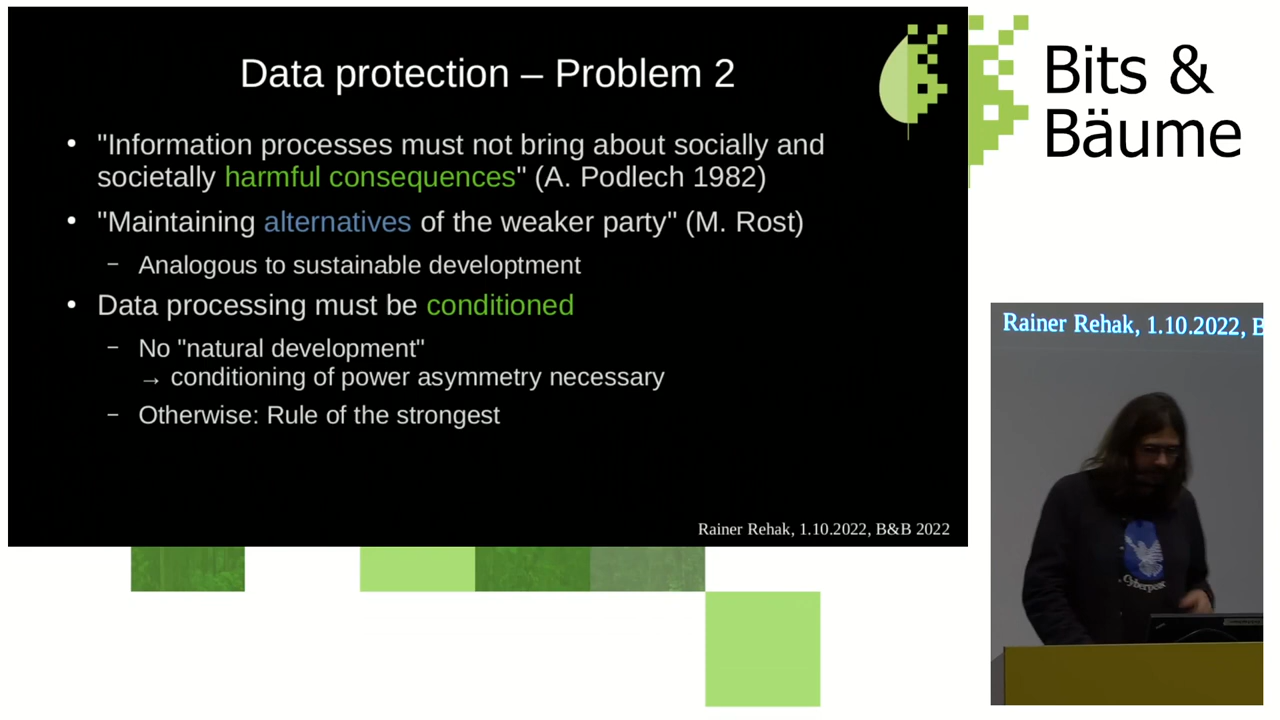 Data protection – Problem 2
• "Information processes must not bring about socially and
societally harmful consequences" (A. Podlech 1982)
• "Maintaining alternatives of the weaker party" (M. Rost)
– Analogous to sustainable developtment
• Data processing must be conditioned
– No "natural development"
→ conditioning of power asymmetry necessary
– Otherwise: Rule of the strongest
Rainer Rehak, 1.10.2022, B&B 2022
Bits &
Bäume
Rainer Rehak, 1.10.2022, B